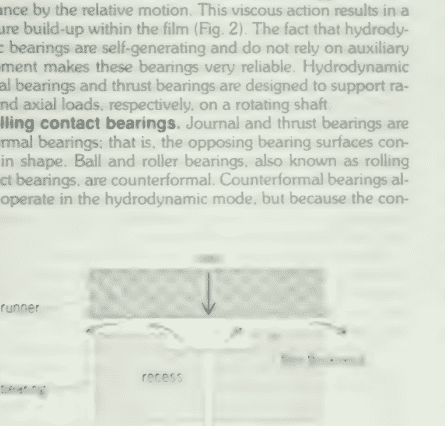 ance by the relative motion. This viscous action results in a
ure build-up within the film (Fig. 2). The fact that hydrody-
c bearings are self-generating and do not rely on auxiliary
ment makes these bearings very reliable. Hydrodynamic
al bearings and thrust bearings are designed to support ra-
nd axial loads, respectively, on a rotating shaft.
lling contact bearings. Journal and thrust bearings are
rmal bearings; that is, the opposing bearing surfaces con-
in shape. Ball and roller bearings, also known as rolling
ct bearings, are counterformal. Counterformal bearings al-
operate in the hydrodynamic mode, but because the con-
runner
recess
bearing